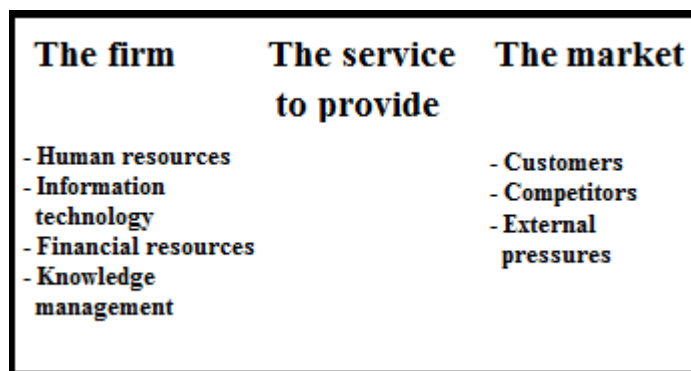 The firm
- Human resources
- Information
technology
- Financial resources
- Knowledge
management
The service
to provide
The market
- Customers
- Competitors
- External
pressures